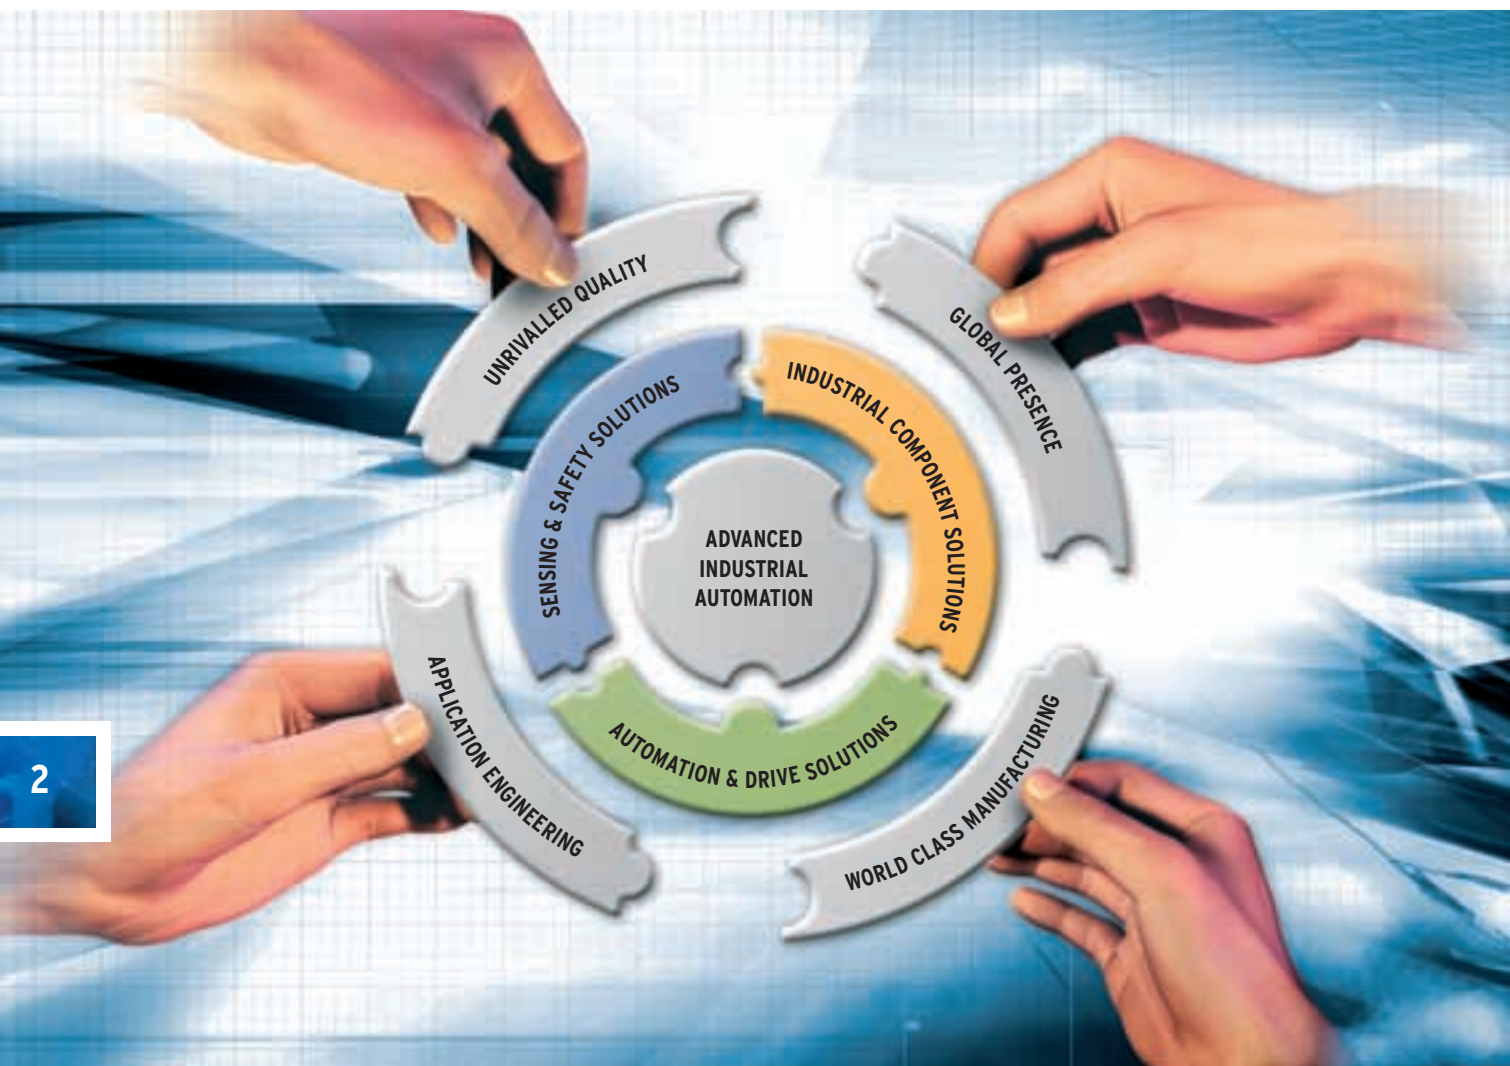 UNRIVALLED QUALITY
GLOBAL PRESENCE
SENSING & SAFETY SOLUTIONS
INDUSTRIAL COMPONENT SOLUTIONS
ADVANCED
INDUSTRIAL
AUTOMATION
APPLICATION ENGINEERING
AUTOMATION & DRIVE SOLUTIONS
WORLD CLASS MANUFACTURING
2